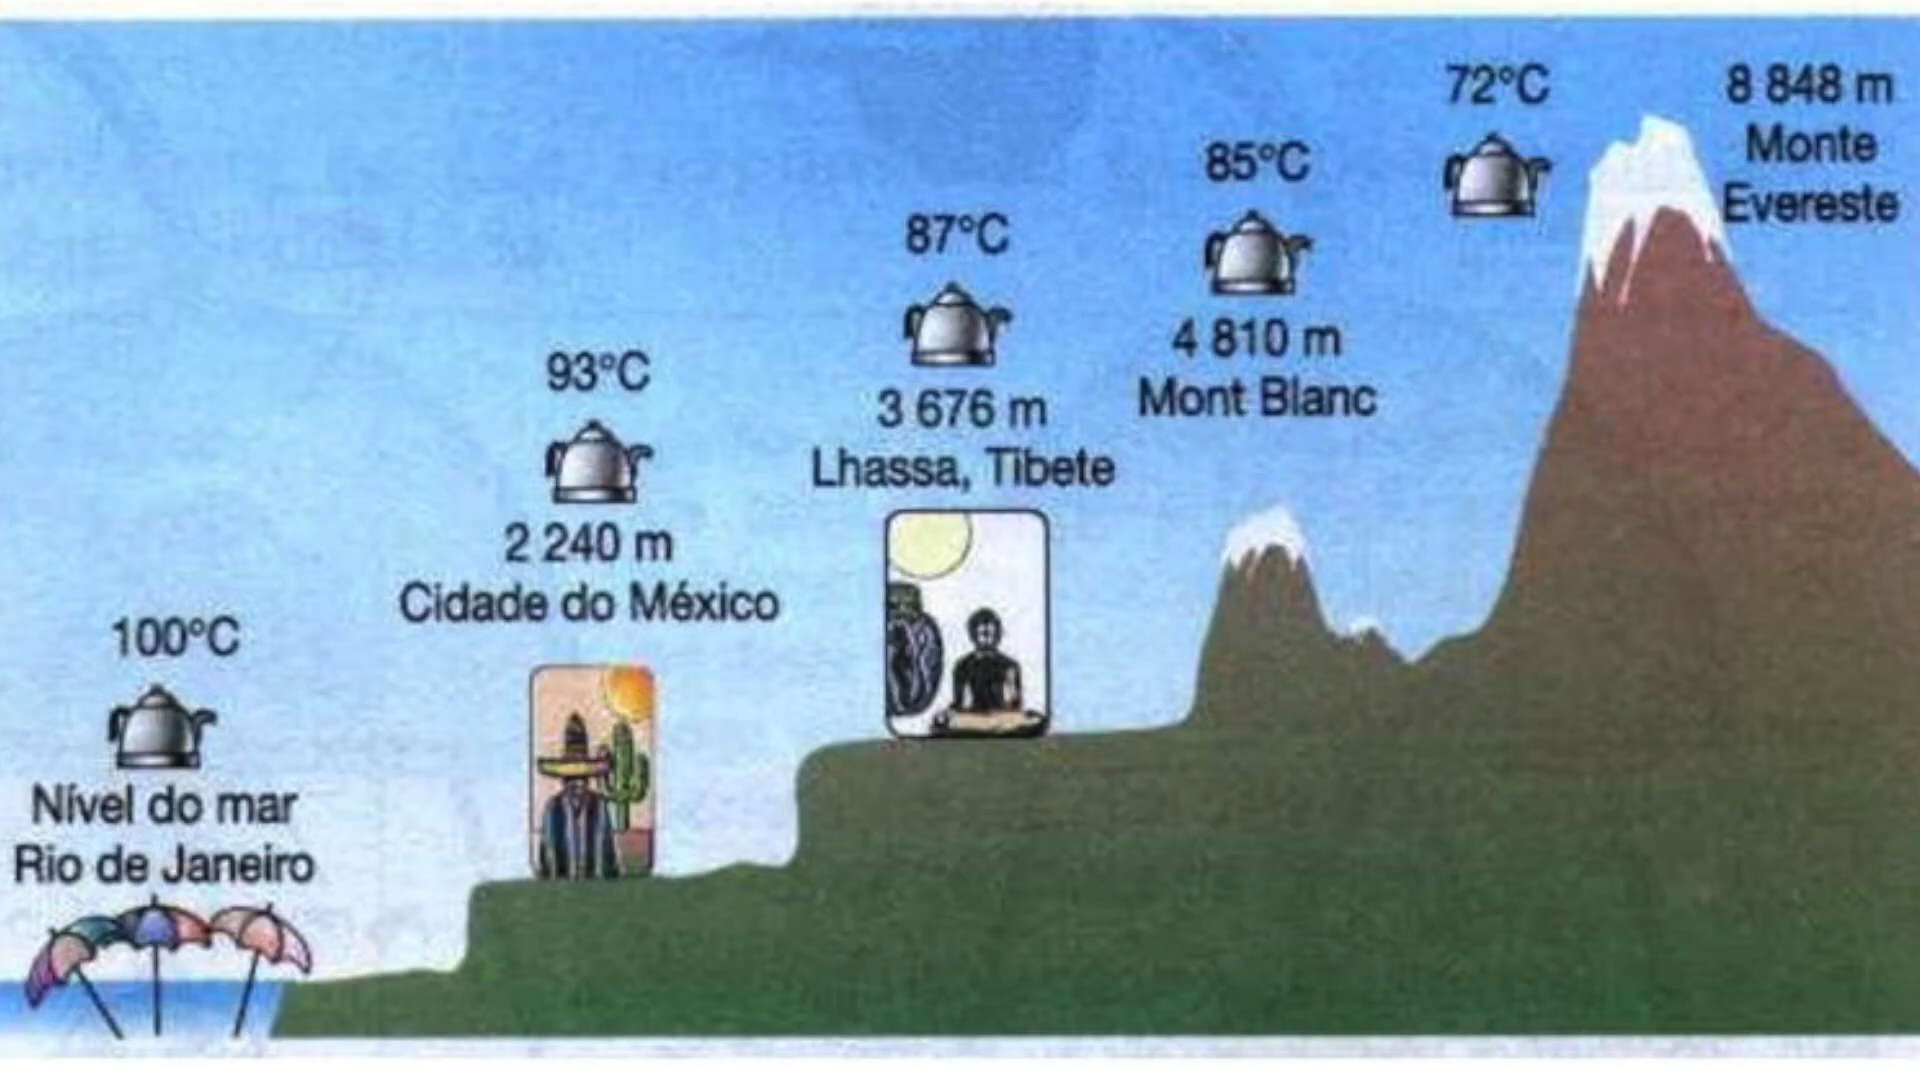 100°C
Nível do mar
Rio de Janeiro
93°C
2 240 m
Cidade do México
87°C
3 676 m
Lhassa, Tibete
85°C
4 810 m
Mont Blanc
72°C
8 848 m
Monte
Evereste